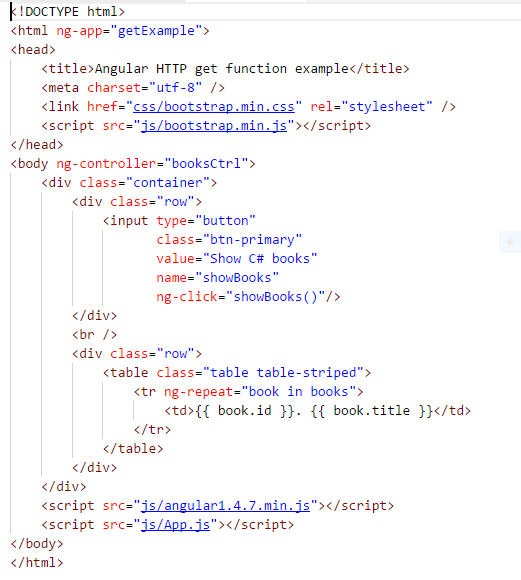 <!DOCTYPE html>
<html ng-app="getExample">
<head>
    <title>Angular HTTP get function example</title>
    <meta charset="utf-8" />
    <link href="css/bootstrap.min.css" rel="stylesheet" />
    <script src="js/bootstrap.min.js"></script>
</head>
<body ng-controller="booksCtrl">
    <div class="container">
        <div class="row">
            <input type="button"
                   class="btn-primary"
                   value="Show C# books"
                   name="showBooks"
                   ng-click="showBooks()"/>
        </div>
        <br />
        <div class="row">
            <table class="table table-striped">
                <tr ng-repeat="book in books">
                    <td>{{ book.id }}. {{ book.title }}</td>
                </tr>
            </table>
        </div>
    </div>
    <script src="js/angular1.4.7.min.js"></script>
    <script src="js/App.js"></script>
</body>
</html>